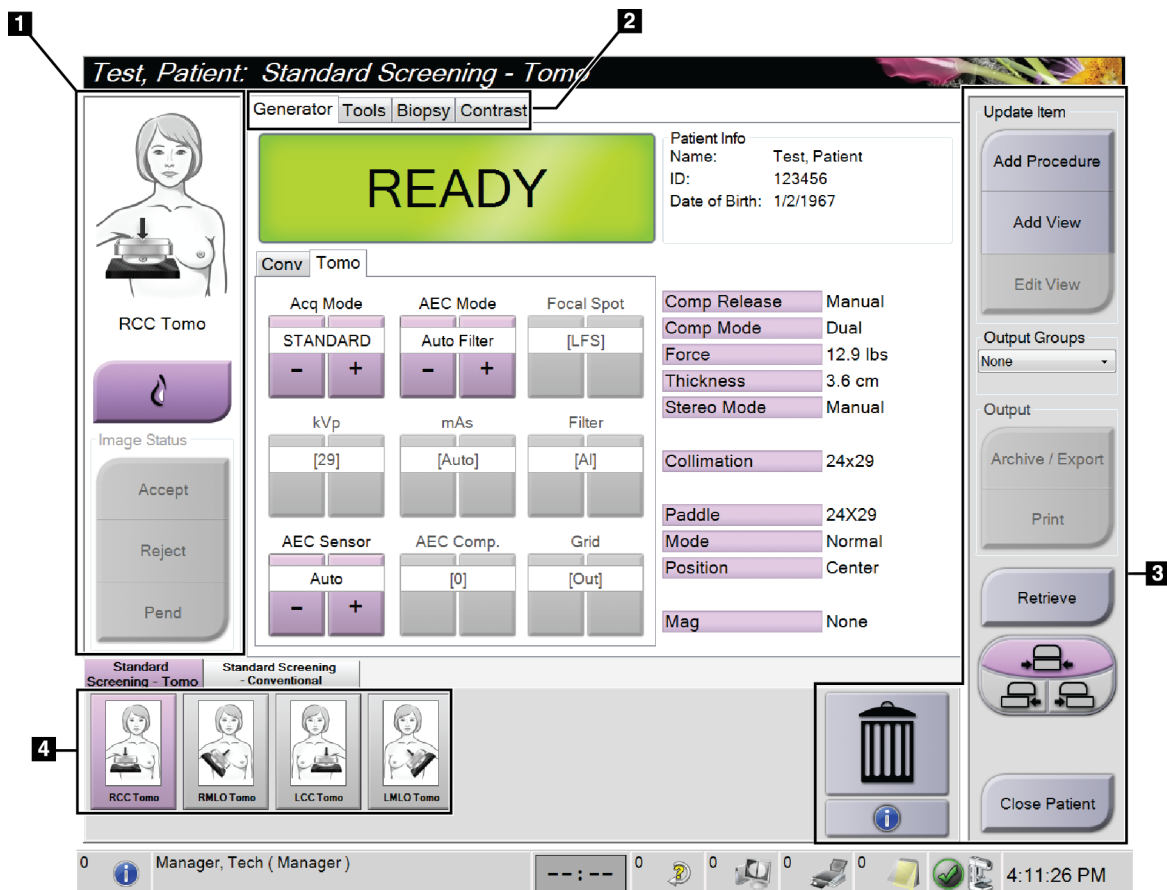 1
2
Test, Patient: Standard Screening - Tomo
Generator Tools Biopsy Contrast
READY
Patient Info
Name: Test, Patient
ID: 123456
Date of Birth: 1/2/1967
Update Item
Add Procedure
Add View
Edit View
Output Groups
None
Output
Archive / Export
Print
3
Retrieve
Close Patient
RCC Tomo
Image Status
Accept
Reject
Pend
Conv Tomo
Acq Mode AEC Mode Focal Spot
STANDARD Auto Filter [LFS]
- + - +
kVp mAs Filter
[29] [Auto] [Al]
AEC Sensor AEC Comp. Grid
Auto [0] [Out]
- +
Comp Release Manual
Comp Mode Dual
Force 12.9 lbs
Thickness 3.6 cm
Stereo Mode Manual
Collimation 24x29
Paddle 24X29
Mode Normal
Position Center
Mag None
Standard
Screening - Tomo
Standard Screening
- Conventional
4
RCC Tomo RMLO Tomo LCC Tomo LMLO Tomo
0 Manager, Tech ( Manager ) --:-- 0 0 0 0 4:11:26 PM